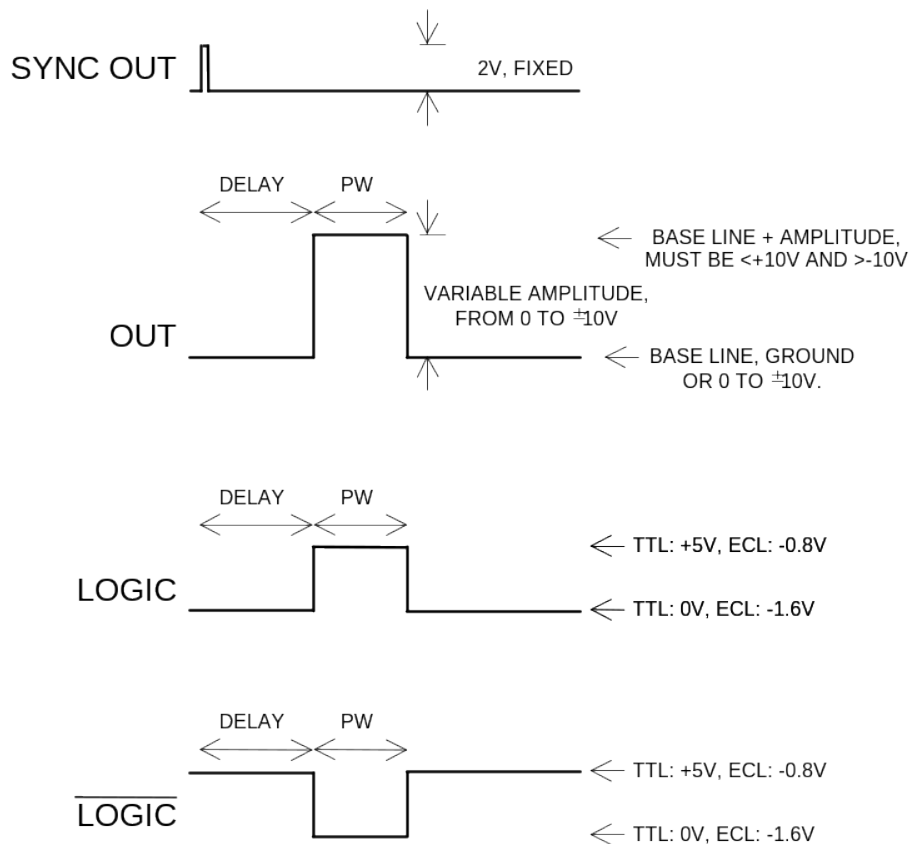 SYNC OUT
2V, FIXED
DELAY
PW
BASE LINE + AMPLITUDE,
MUST BE <+10V AND >-10V
VARIABLE AMPLITUDE,
FROM 0 TO ±10V
OUT
BASE LINE, GROUND
OR 0 TO ±10V.
DELAY
PW
TTL: +5V, ECL: -0.8V
LOGIC
TTL: 0V, ECL: -1.6V
DELAY
PW
TTL: +5V, ECL: -0.8V
L̅O̅G̅I̅C̅
TTL: 0V, ECL: -1.6V